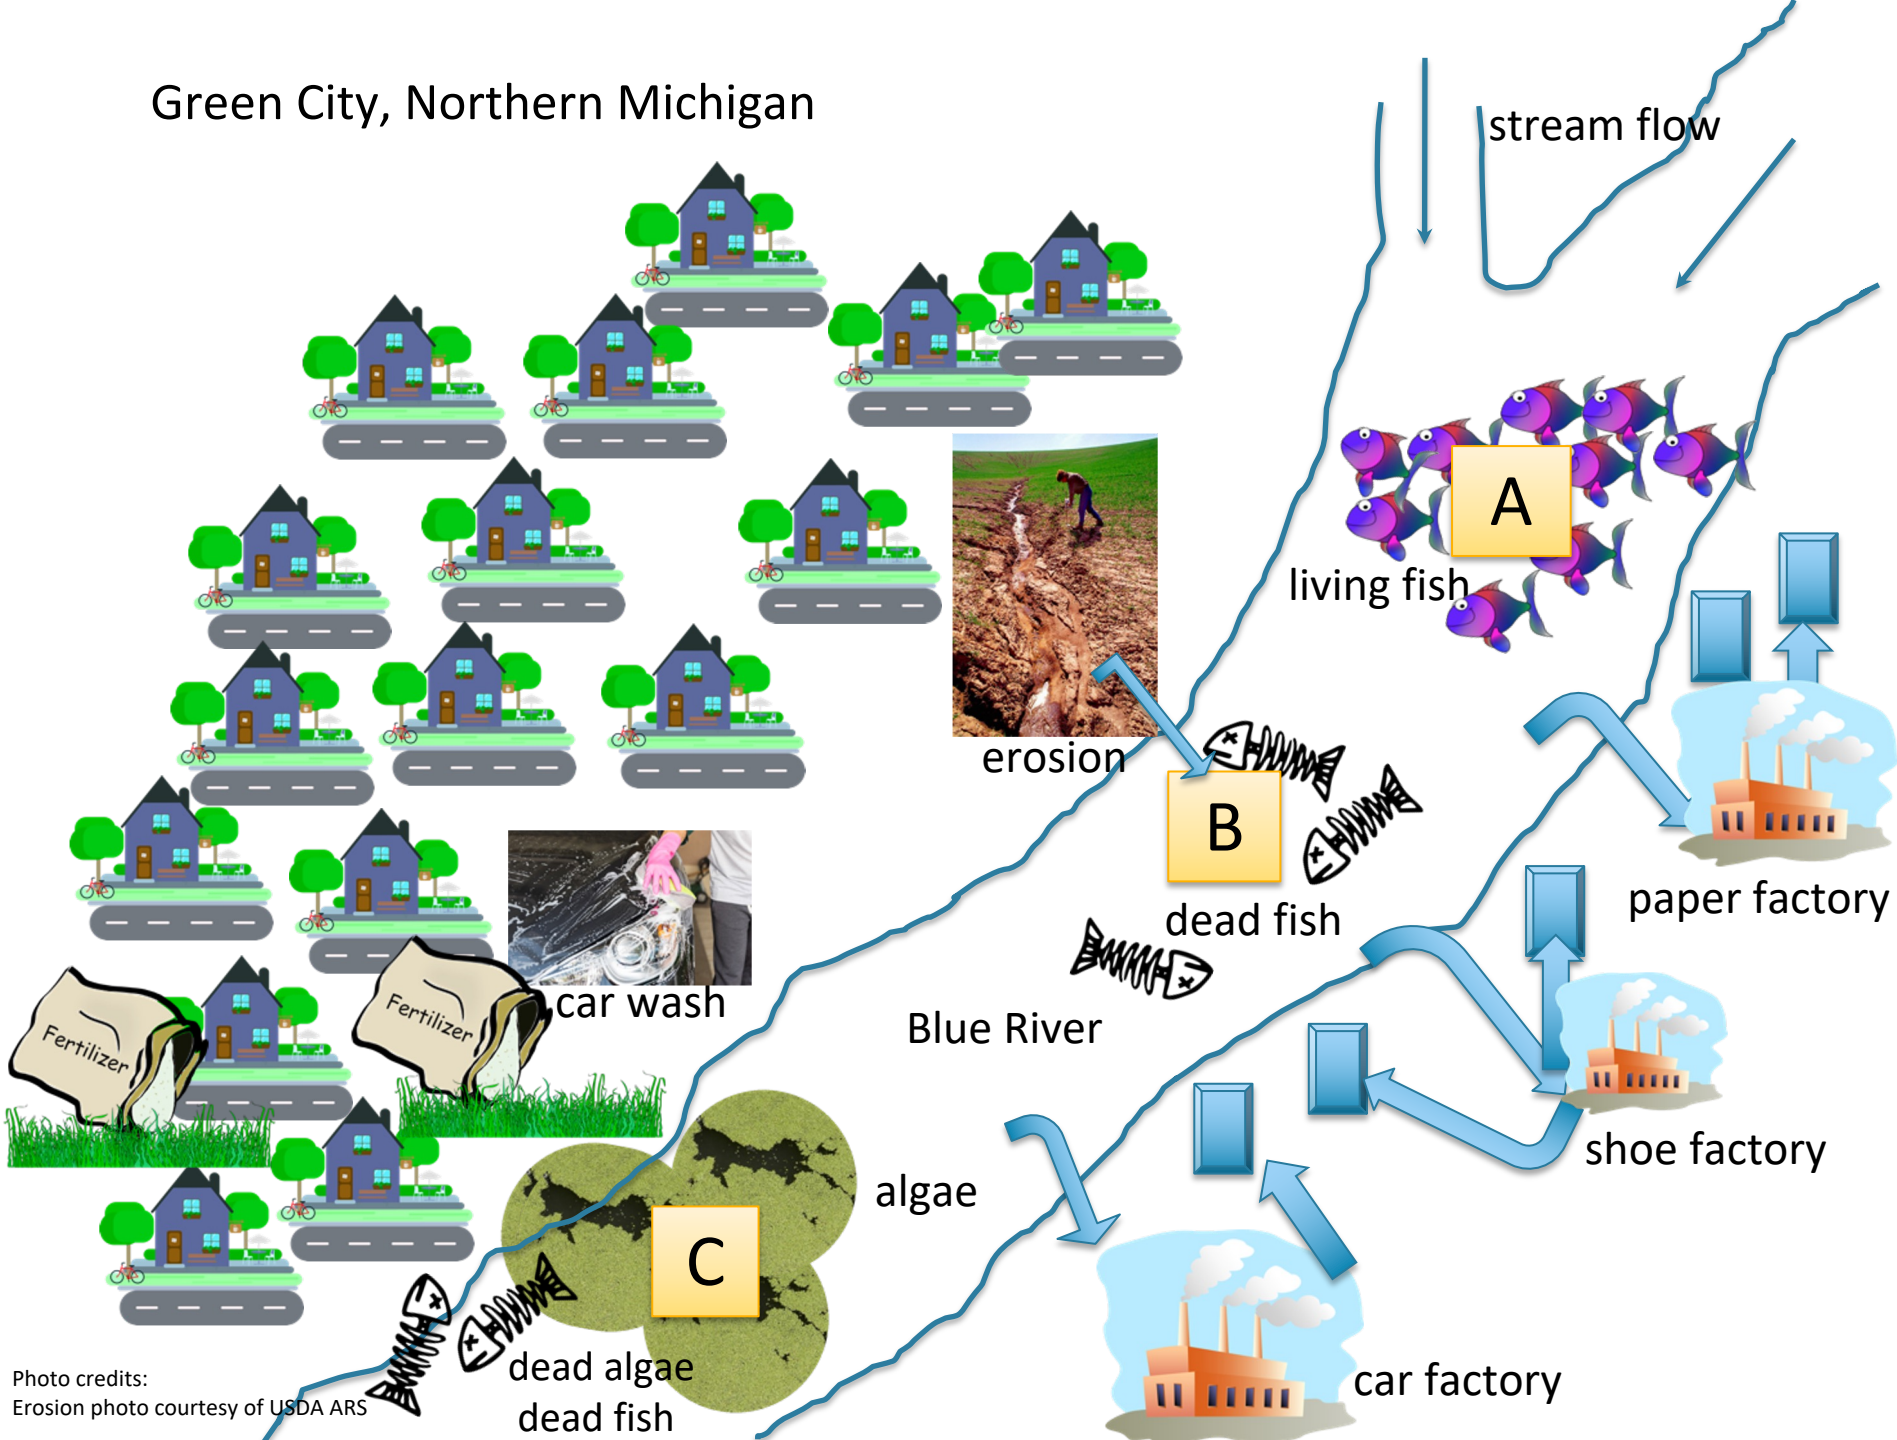 Green City, Northern Michigan
stream flow
A
living fish
erosion
B
dead fish
paper factory
car wash
Fertilizer
Fertilizer
Blue River
shoe factory
algae
C
dead algae
dead fish
car factory
Photo credits:
Erosion photo courtesy of USDA ARS